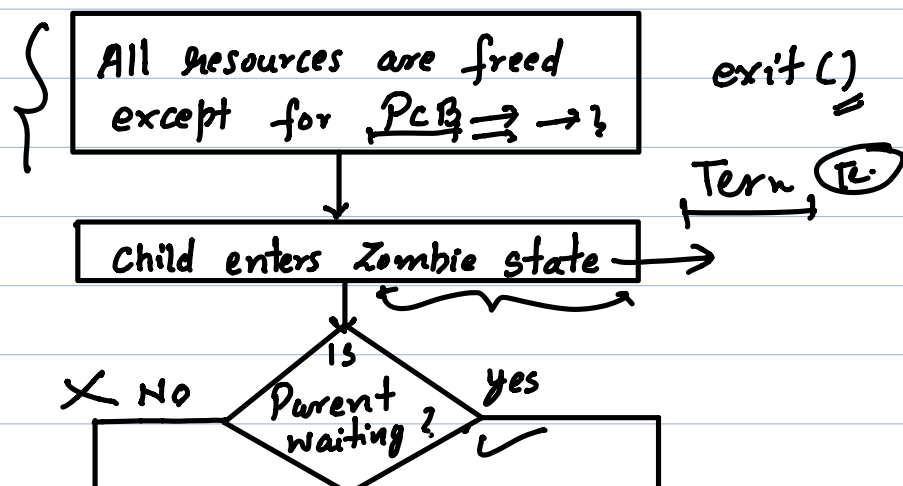 All resources are freed
except for PCB
exit()
Term
Child enters Zombie state
Is
Parent
waiting?
No
yes